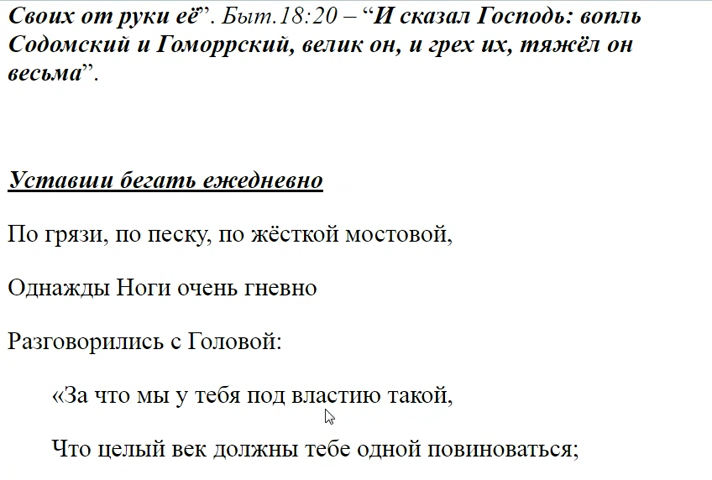 Своих от руки её”. Быт.18:20 – “И сказал Господь: вопль
Содомский и Гоморрский, велик он, и грех их, тяжёл он
весьма”.
Уставши бегать ежедневно
По грязи, по песку, по жёсткой мостовой,
Однажды Ноги очень гневно
Разговорились с Головой:
«За что мы у тебя под властию такой,
Что целый век должны тебе одной повиноваться;